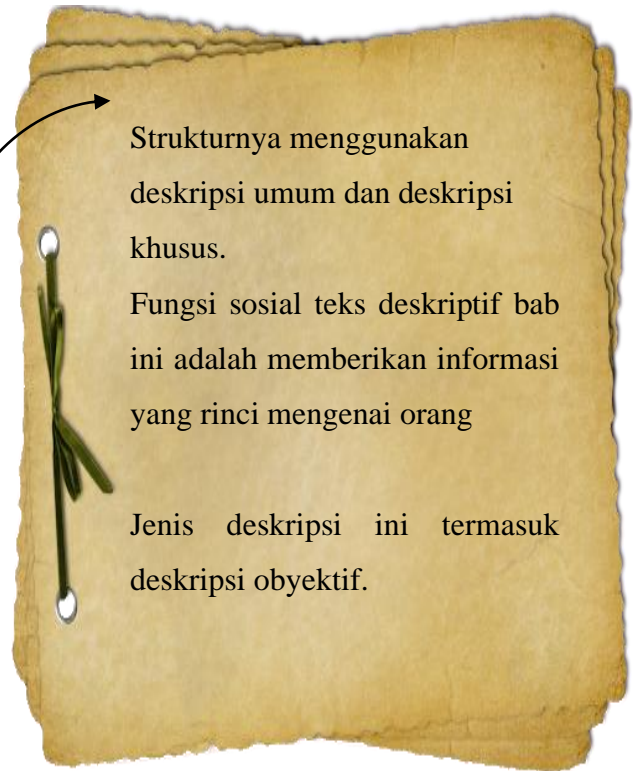 Strukturnya menggunakan
deskripsi umum dan deskripsi
khusus.
Fungsi sosial teks deskriptif bab
ini adalah memberikan informasi
yang rinci mengenai orang
Jenis deskripsi ini termasuk
deskripsi obyektif.